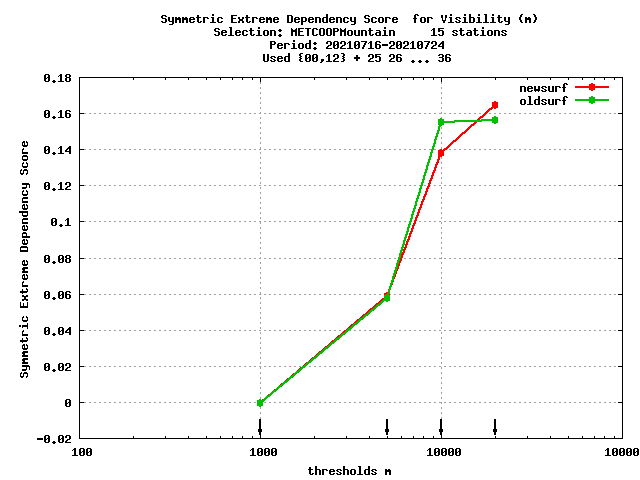 Symmetric Extreme Dependency Score  for Visibility (m)
Selection: METCOOPMountain     15 stations
Period: 20210716-20210724
Used {00,12} + 25 26 ... 36
newsurf
oldsurf
Symmetric Extreme Dependency Score
0.18
0.16
0.14
0.12
0.1
0.08
0.06
0.04
0.02
0
-0.02
100
1000
10000
10000
thresholds m